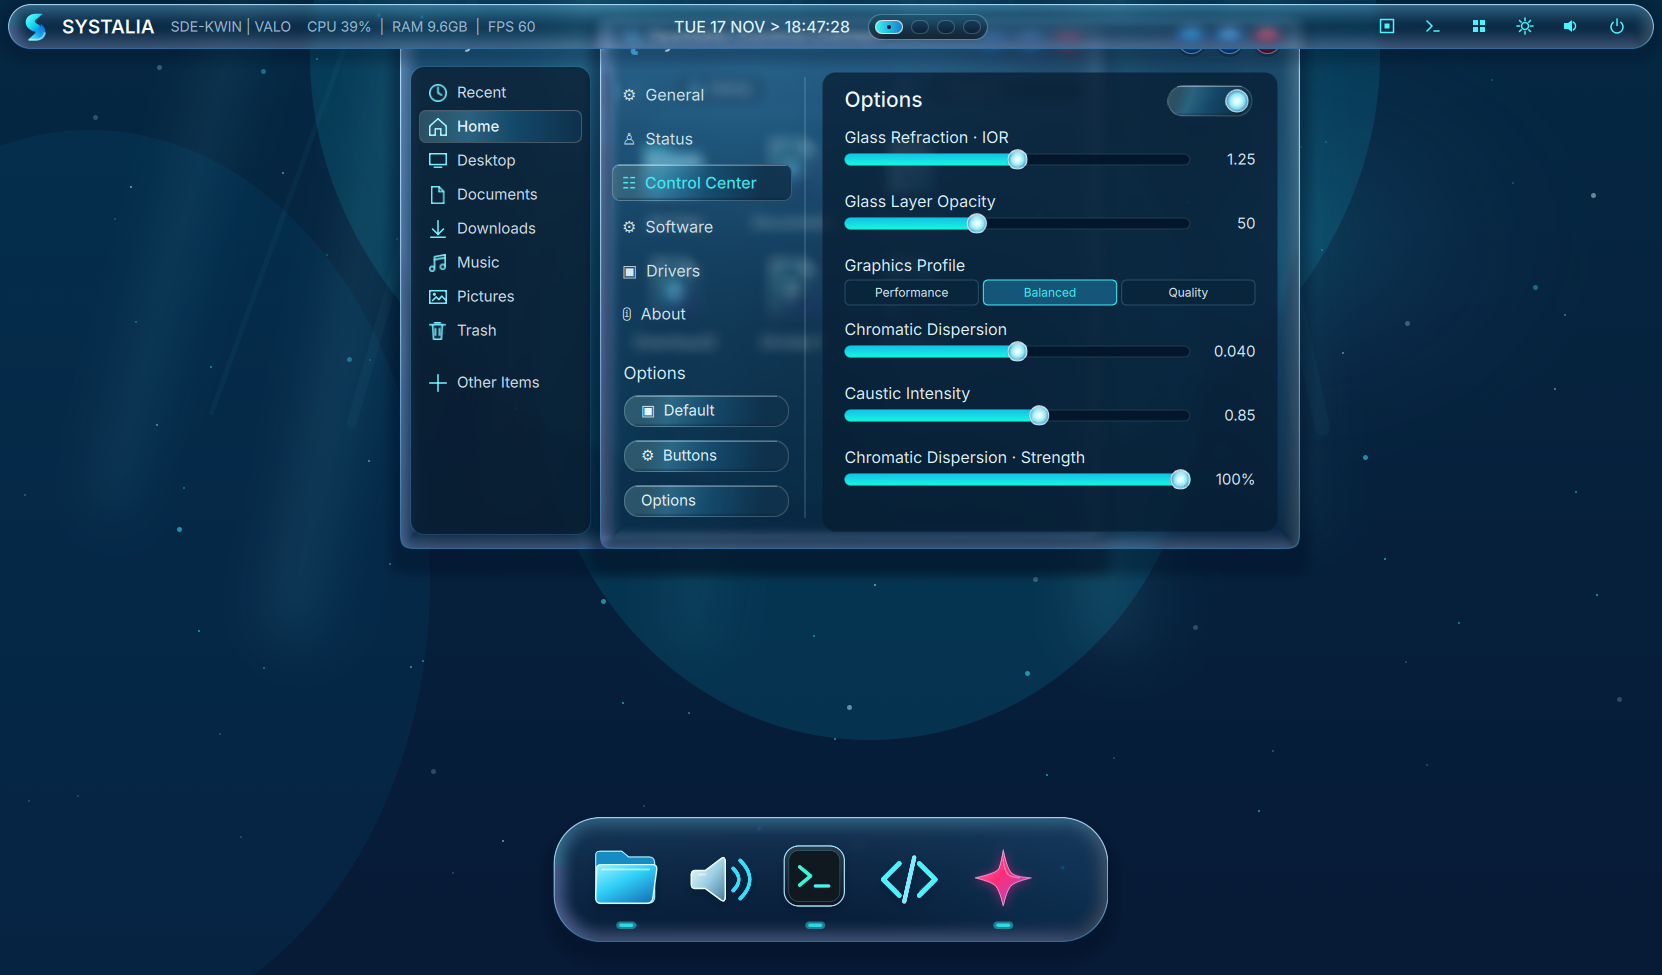 SYSTALIA SDE-KWIN | VALO CPU 39% | RAM 9.6GB | FPS 60 TUE 17 NOV > 18:47:28
Recent
Home
Desktop
Documents
Downloads
Music
Pictures
Trash
Other Items
General
Status
Control Center
Software
Drivers
About
Options
Default
Buttons
Options
Options
Glass Refraction · IOR
1.25
Glass Layer Opacity
50
Graphics Profile
Performance Balanced Quality
Chromatic Dispersion
0.040
Caustic Intensity
0.85
Chromatic Dispersion · Strength
100%